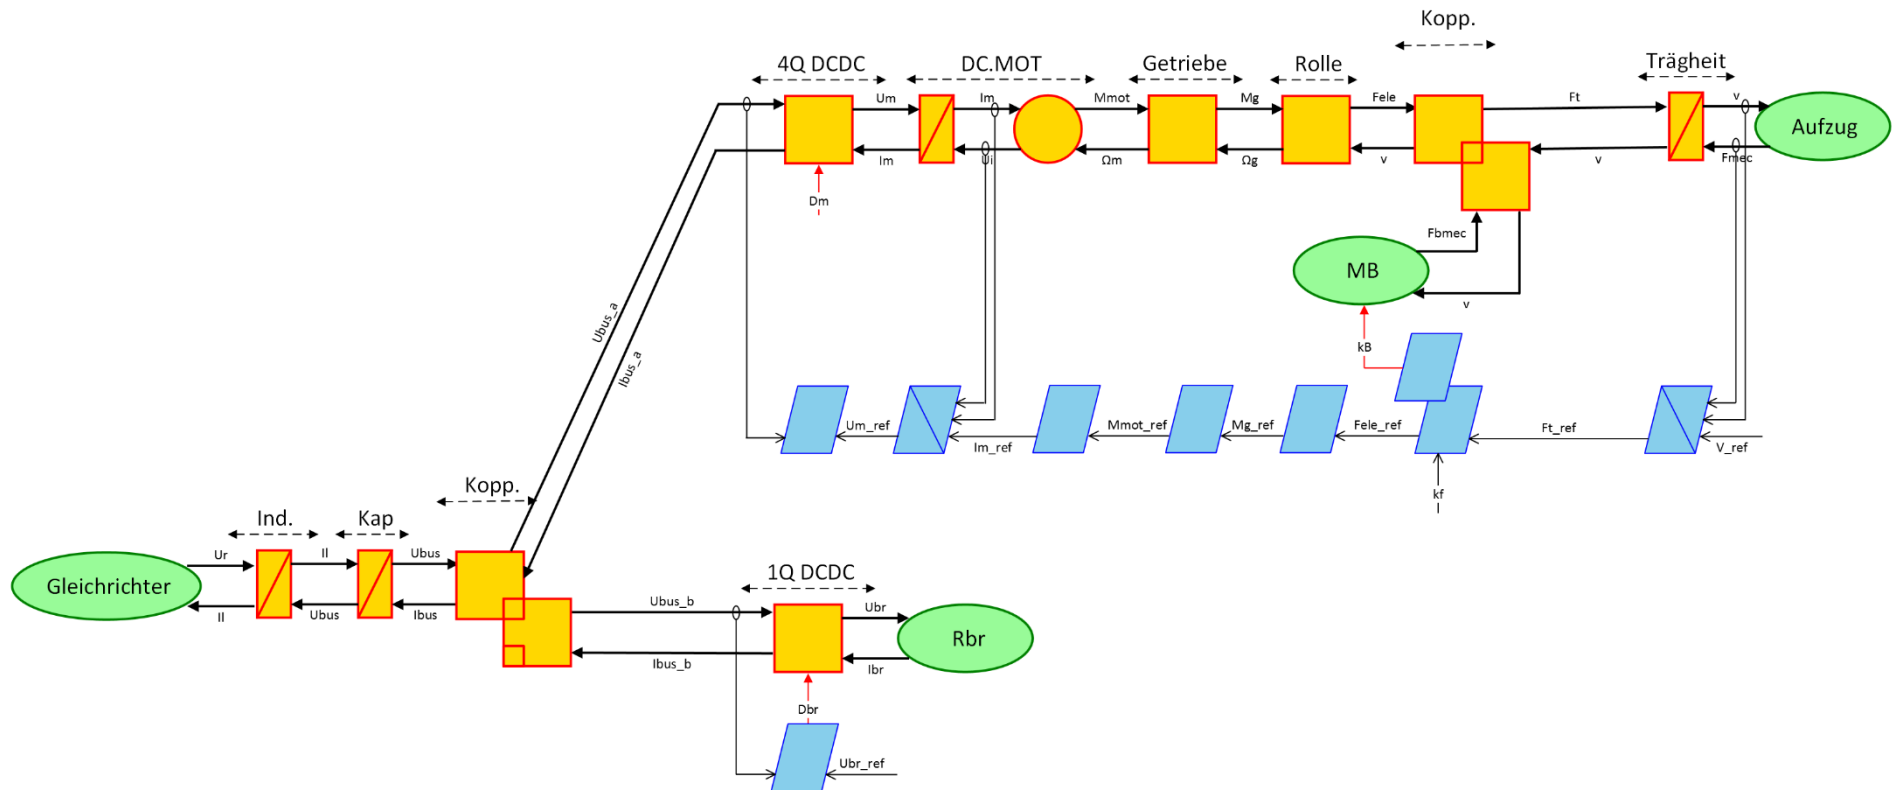 Kopp.
4Q DCDC
DC.MOT
Getriebe
Rolle
Trägheit
Um
Im
Mmot
Mg
Fele
Ft
v
Aufzug
Im
Ui
Ωm
Ωg
v
v
Fmec
Dm
Fbmec
MB
v
Ubus_a
Ibus_a
kB
Um_ref
Im_ref
Mmot_ref
Mg_ref
Fele_ref
Ft_ref
V_ref
kf
Kopp.
Ind.
Kap
Ur
Il
Ubus
Gleichrichter
Il
Ubus
Ibus
1Q DCDC
Ubus_b
Ubr
Rbr
Ibus_b
Ibr
Dbr
Ubr_ref